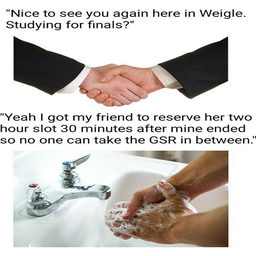 "Nice to see you again here in Weigle.
Studying for finals?"
"Yeah I got my friend to reserve her two
hour slot 30 minutes after mine ended
so no one can take the GSR in between."